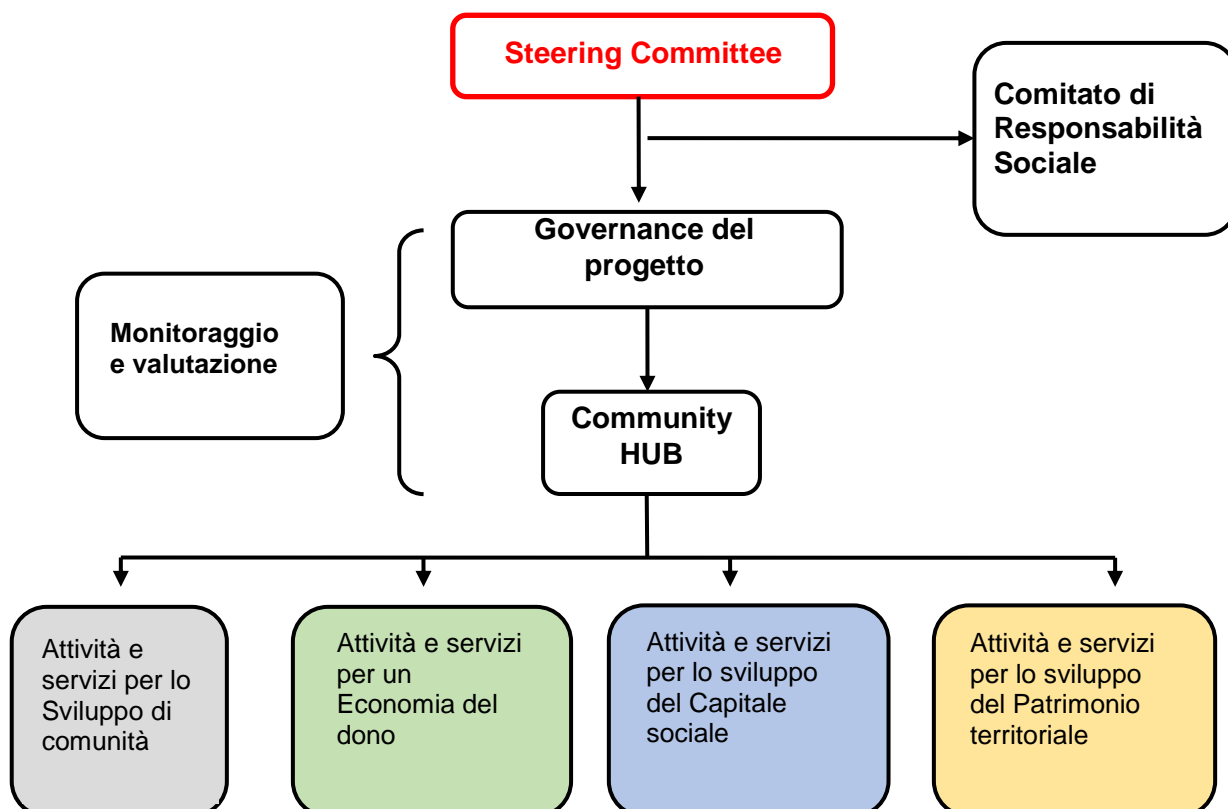 Steering Committee
Comitato di
Responsabilità
Sociale
Governance del
progetto
Monitoraggio
e valutazione
Community
HUB
Attività e
servizi per lo
Sviluppo di
comunità
Attività e servizi
per un
Economia del
dono
Attività e servizi
per lo sviluppo
del Capitale
sociale
Attività e servizi
per lo sviluppo
del Patrimonio
territoriale